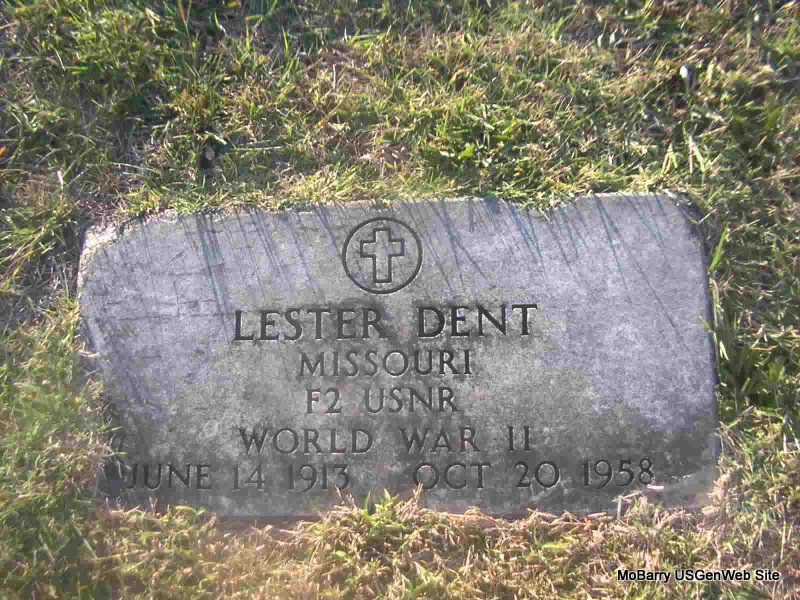 LESTER DENT
MISSOURI
F2 USNR
WORLD WAR II
JUNE 14 1913 OCT 20 1958
MoBarry USGenWeb Site